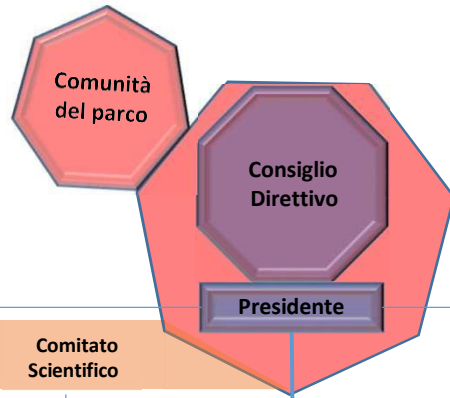 Comunità
del parco
Consiglio
Direttivo
Presidente
Comitato
Scientifico